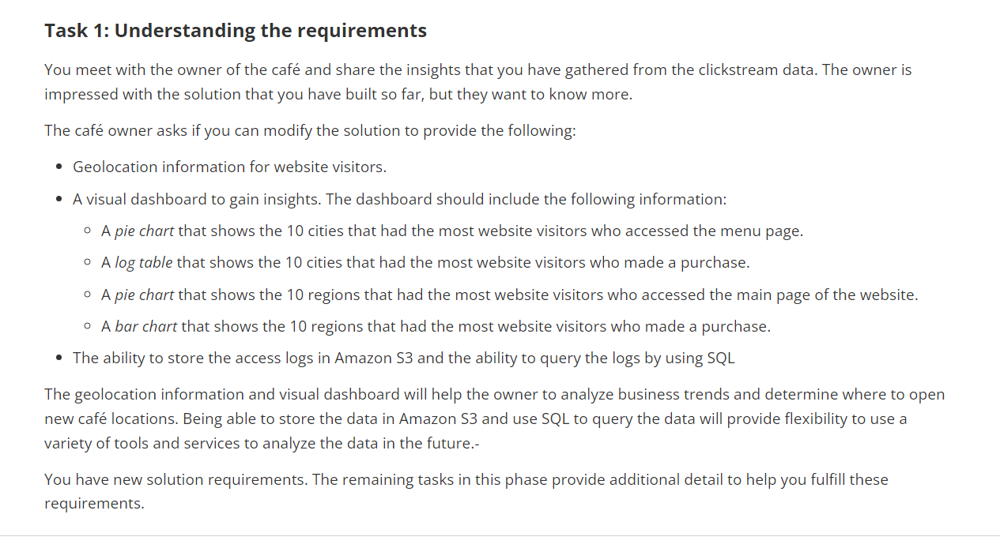 Task 1: Understanding the requirements
You meet with the owner of the café and share the insights that you have gathered from the clickstream data. The owner is
impressed with the solution that you have built so far, but they want to know more.
The café owner asks if you can modify the solution to provide the following:
• Geolocation information for website visitors.
• A visual dashboard to gain insights. The dashboard should include the following information:
◦ A pie chart that shows the 10 cities that had the most website visitors who accessed the menu page.
◦ A log table that shows the 10 cities that had the most website visitors who made a purchase.
◦ A pie chart that shows the 10 regions that had the most website visitors who accessed the main page of the website.
◦ A bar chart that shows the 10 regions that had the most website visitors who made a purchase.
• The ability to store the access logs in Amazon S3 and the ability to query the logs by using SQL
The geolocation information and visual dashboard will help the owner to analyze business trends and determine where to open
new café locations. Being able to store the data in Amazon S3 and use SQL to query the data will provide flexibility to use a
variety of tools and services to analyze the data in the future.-
You have new solution requirements. The remaining tasks in this phase provide additional detail to help you fulfill these
requirements.